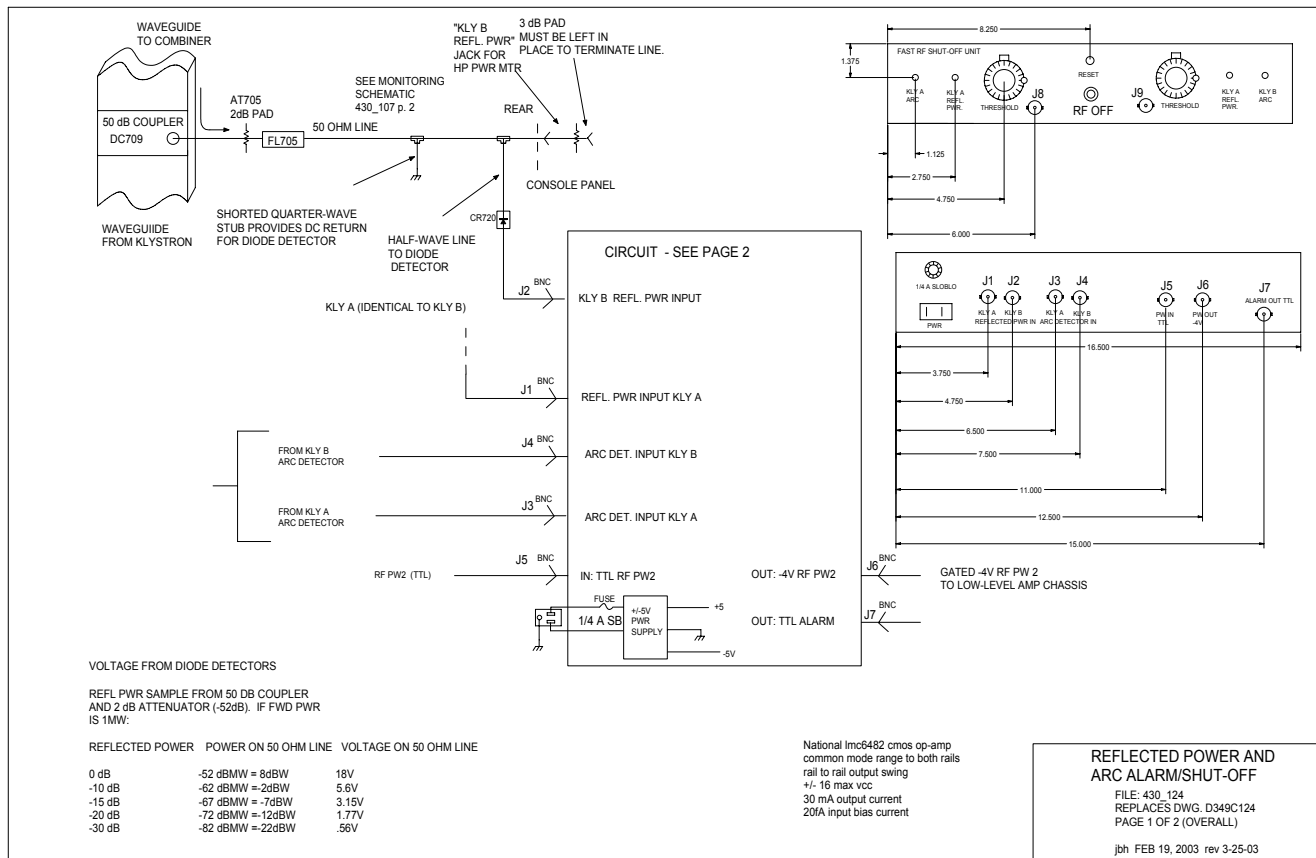 WAVEGUIDE
TO COMBINER
50 dB COUPLER
DC709
AT705
2dB PAD
FL705
50 OHM LINE
SEE MONITORING
SCHEMATIC
430_107 p. 2
"KLY B
REFL. PWR"
JACK FOR
HP PWR MTR
3 dB PAD
MUST BE LEFT IN
PLACE TO TERMINATE LINE.
REAR
CONSOLE PANEL
WAVEGUIIDE
FROM KLYSTRON
SHORTED QUARTER-WAVE
STUB PROVIDES DC RETURN
FOR DIODE DETECTOR
CR720
HALF-WAVE LINE
TO DIODE
DETECTOR
KLY A (IDENTICAL TO KLY B)
CIRCUIT - SEE PAGE 2
J2 BNC
KLY B REFL. PWR INPUT
J1 BNC
REFL. PWR INPUT KLY A
FROM KLY B
ARC DETECTOR
J4 BNC
ARC DET. INPUT KLY B
FROM KLY A
ARC DETECTOR
J3 BNC
ARC DET. INPUT KLY A
RF PW2 (TTL)
J5 BNC
IN: TTL RF PW2
OUT: -4V RF PW2
J6 BNC
GATED -4V RF PW 2
TO LOW-LEVEL AMP CHASSIS
FUSE
1/4 A SB
+/-5V
PWR
SUPPLY
+5
-5V
OUT: TTL ALARM
J7 BNC
8.250
1.375
FAST RF SHUT-OFF UNIT
KLY A
ARC
KLY A
REFL.
PWR.
THRESHOLD
J8
RESET
RF OFF
J9
THRESHOLD
KLY A
REFL.
PWR.
KLY B
ARC
1.125
2.750
4.750
6.000
1/4 A SLOBLO
PWR
J1
J2
J3
J4
J5
J6
J7
KLY A
KLY B
REFLECTED PWR IN
KLY A
KLY B
ARC DETECTOR IN
PW IN
TTL
PW OUT
-4V
ALARM OUT TTL
16.500
3.750
4.750
6.500
7.500
11.000
12.500
15.000
VOLTAGE FROM DIODE DETECTORS
REFL PWR SAMPLE FROM 50 DB COUPLER
AND 2 dB ATTENUATOR (-52dB). IF FWD PWR
IS 1MW:
REFLECTED POWER POWER ON 50 OHM LINE VOLTAGE ON 50 OHM LINE
0 dB -52 dBMW = 8dBW 18V
-10 dB -62 dBMW =-2dBW 5.6V
-15 dB -67 dBMW = -7dBW 3.15V
-20 dB -72 dBMW =-12dBW 1.77V
-30 dB -82 dBMW =-22dBW .56V
National lmc6482 cmos op-amp
common mode range to both rails
rail to rail output swing
+/- 16 max vcc
30 mA output current
20fA input bias current
REFLECTED POWER AND
ARC ALARM/SHUT-OFF
FILE: 430_124
REPLACES DWG. D349C124
PAGE 1 OF 2 (OVERALL)
jbh FEB 19, 2003 rev 3-25-03